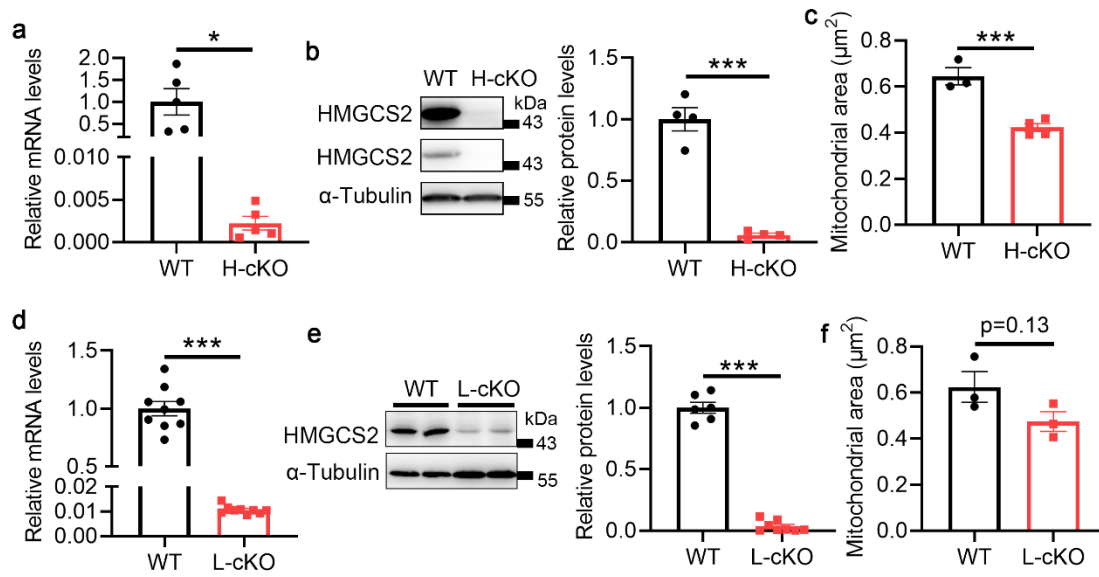 a
Relative mRNA levels
2.0
1.5
1.0
0.5
0.010
0.005
0.000
*
WT H-cKO
b
WT H-cKO
kDa
HMGCS2 43
HMGCS2 43
α-Tubulin 55
Relative protein levels
1.5
1.0
0.5
0.0
***
WT H-cKO
c
Mitochondrial area (μm²)
0.8
0.6
0.4
0.2
0.0
***
WT H-cKO
d
Relative mRNA levels
1.5
1.0
0.5
0.02
0.01
0.00
***
WT L-cKO
e
WT L-cKO
kDa
HMGCS2 43
α-Tubulin 55
Relative protein levels
1.5
1.0
0.5
0.0
***
WT L-cKO
f
Mitochondrial area (μm²)
0.8
0.6
0.4
0.2
0.0
p=0.13
WT L-cKO